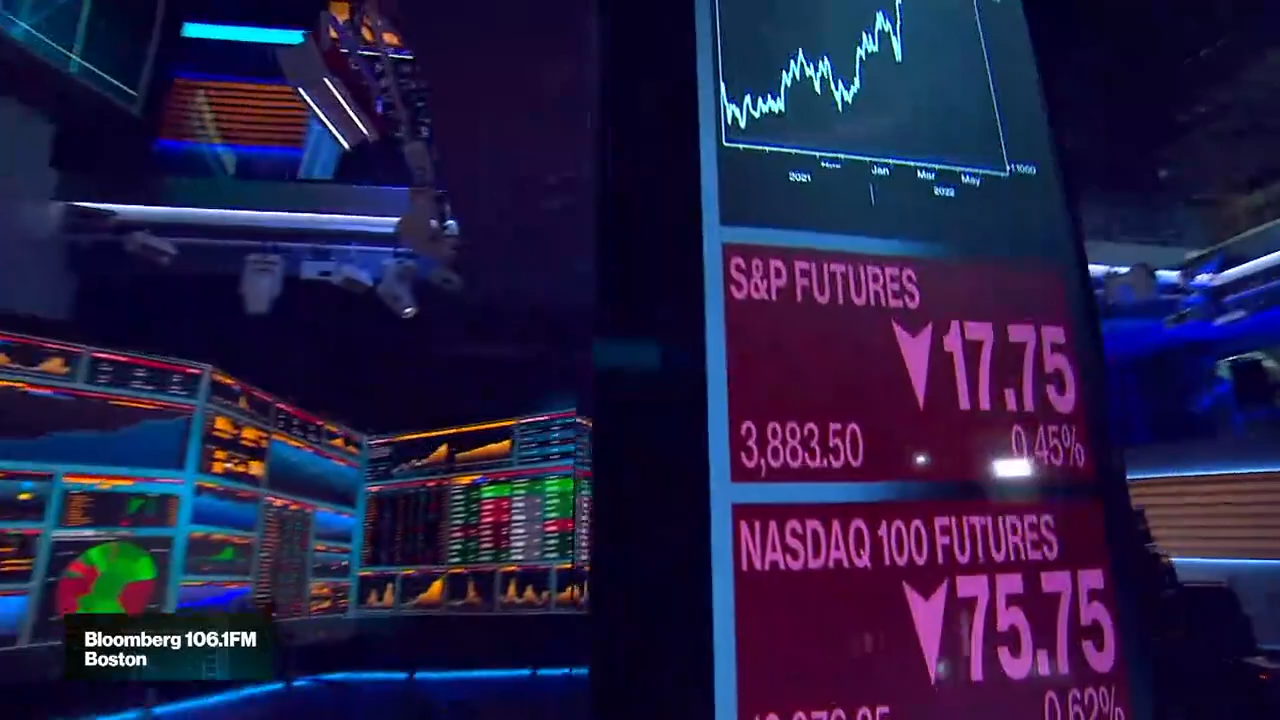 2021
Jan
Mar
May
2022
S&P FUTURES
17.75
3,883.50
0.45%
NASDAQ 100 FUTURES
75.75
0.62%
Bloomberg 106.1FM
Boston